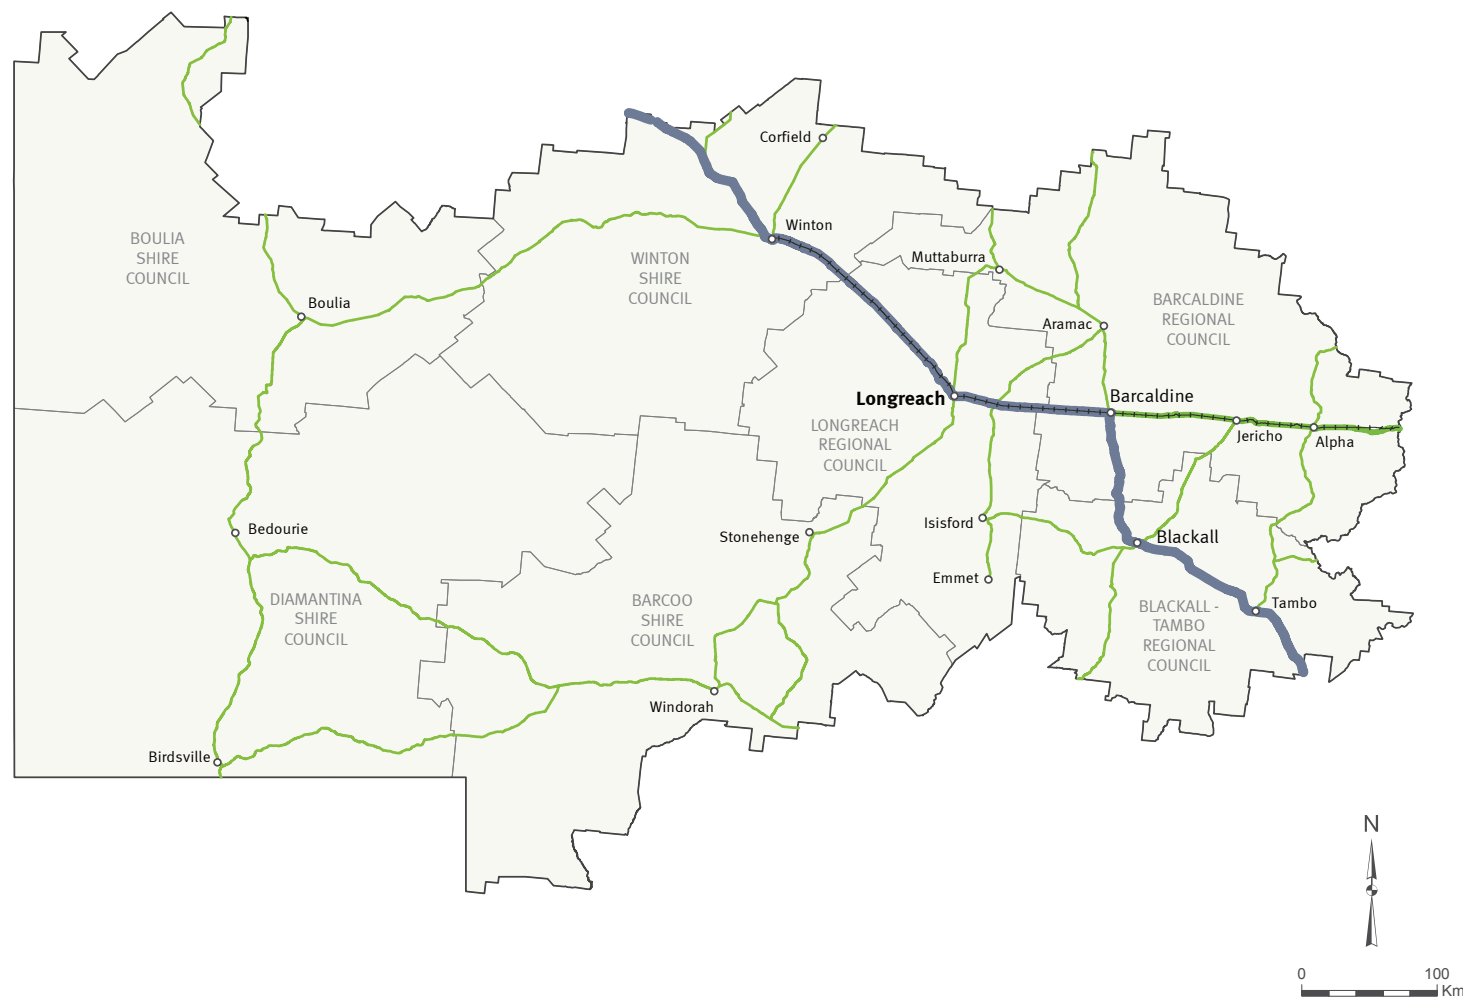 Corfield
Winton
BOULIA
SHIRE
COUNCIL
WINTON
SHIRE
COUNCIL
Muttaburra
Boulia
BARCALDINE
REGIONAL
COUNCIL
Aramac
Longreach
Barcaldine
LONGREACH
REGIONAL
COUNCIL
Jericho
Alpha
Bedourie
Stonehenge
Isisford
Blackall
Emmet
DIAMANTINA
SHIRE
COUNCIL
BARCOO
SHIRE
COUNCIL
BLACKALL -
TAMBO
REGIONAL
COUNCIL
Tambo
Windorah
Birdsville
N
0 100
Km